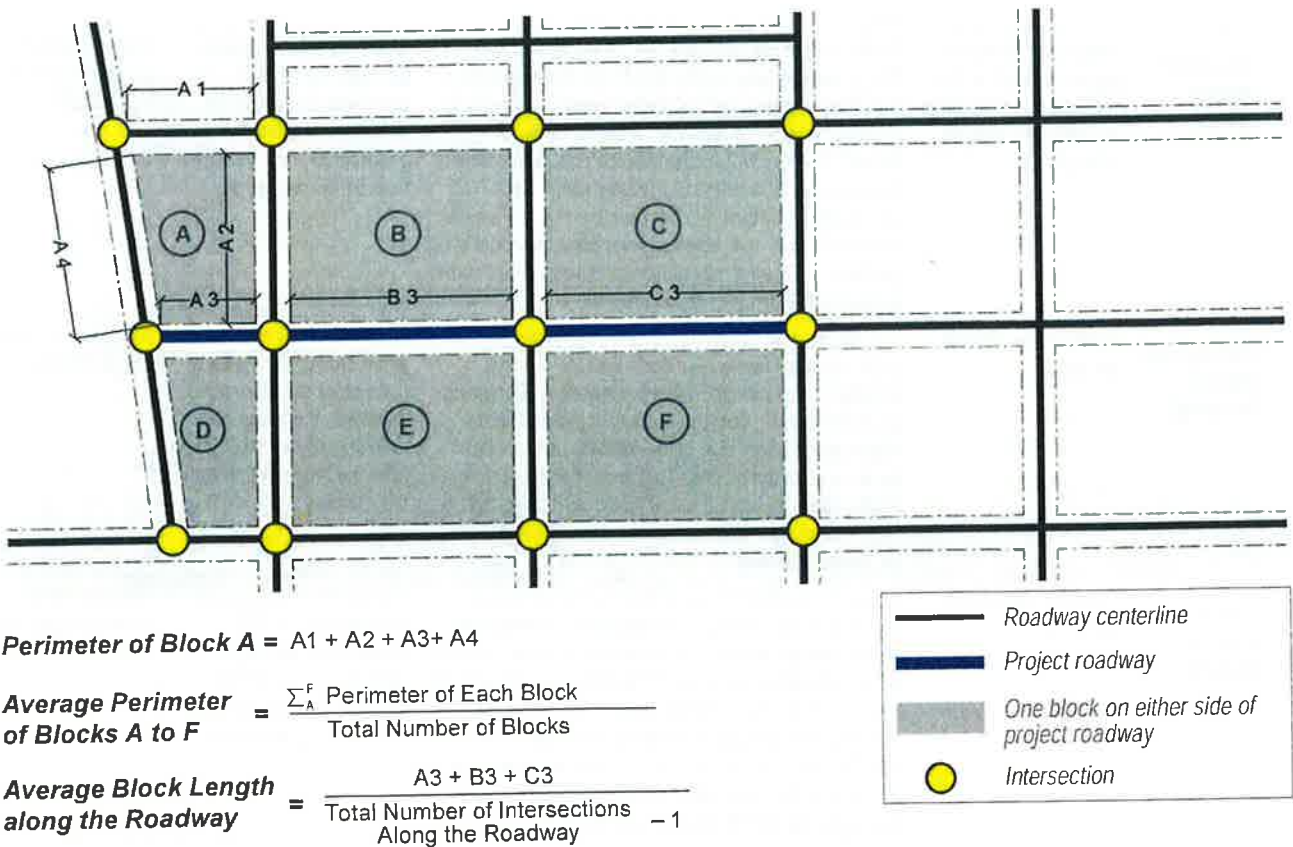 A 1
A 4
A
A 2
B
C
A 3
B 3
C 3
D
E
F
Perimeter of Block A = A1 + A2 + A3+ A4
Average Perimeter
of Blocks A to F
=
∑ᶠ_A Perimeter of Each Block
Total Number of Blocks
Average Block Length
along the Roadway
=
A3 + B3 + C3
Total Number of Intersections
Along the Roadway
– 1
Roadway centerline
Project roadway
One block on either side of
project roadway
Intersection